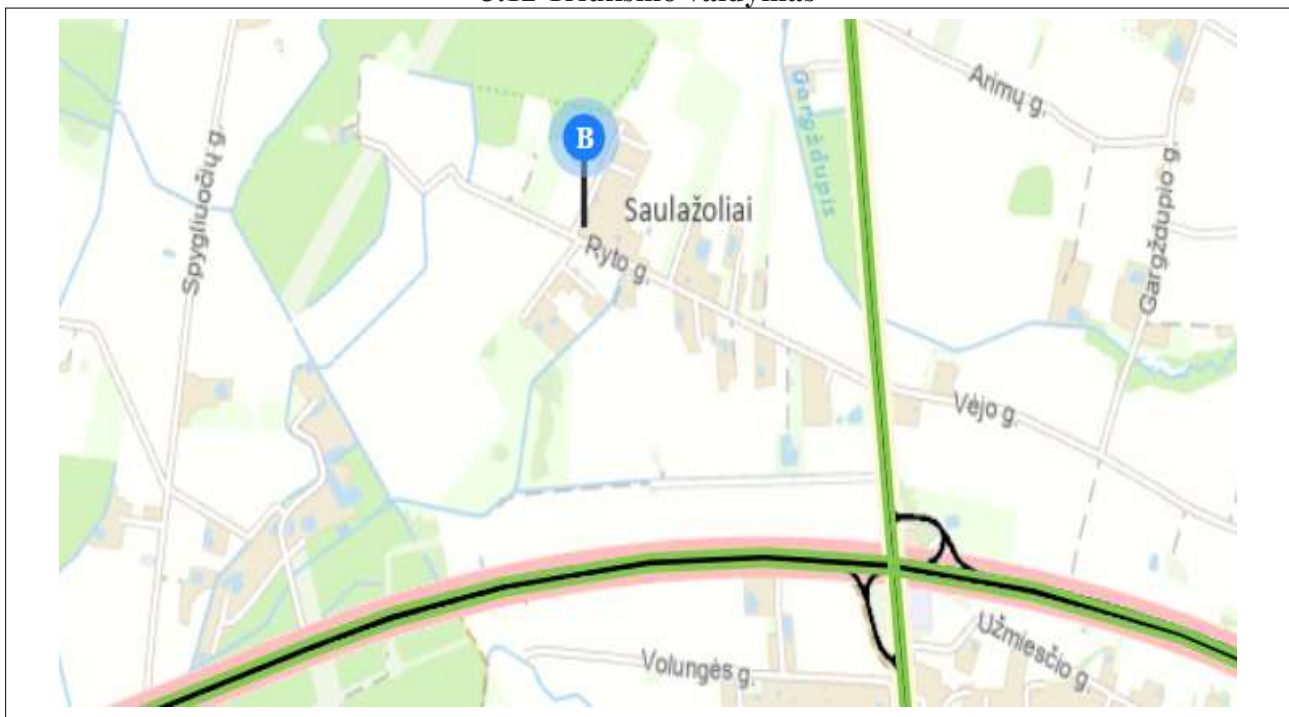 Arimų g.
Gargždupis
B
Spygliuočių g.
Saulažoliai
Gargždupio g.
Ryto g.
Vėjo g.
Užmiesčio g.
Volungės g.